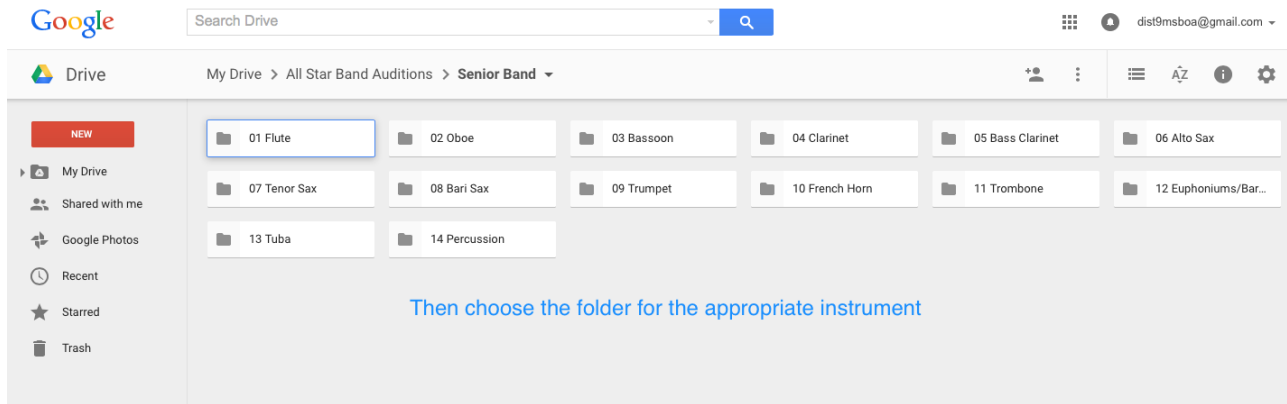 Google Search Drive dist9msboa@gmail.com
Drive My Drive > All Star Band Auditions > Senior Band AZ
NEW
My Drive
Shared with me
Google Photos
Recent
Starred
Trash
01 Flute 02 Oboe 03 Bassoon 04 Clarinet 05 Bass Clarinet 06 Alto Sax
07 Tenor Sax 08 Bari Sax 09 Trumpet 10 French Horn 11 Trombone 12 Euphoniums/Bar...
13 Tuba 14 Percussion
Then choose the folder for the appropriate instrument